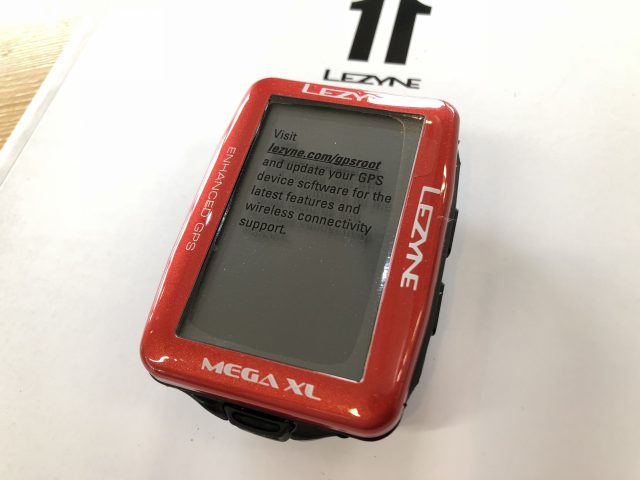 LEZYNE
LEZYNE
Visit
lezyne.com/gpsroot
and update your GPS
device software for the
latest features and
wireless connectivity
support.
ENHANCED GPS
LEZYNE
MEGA XL